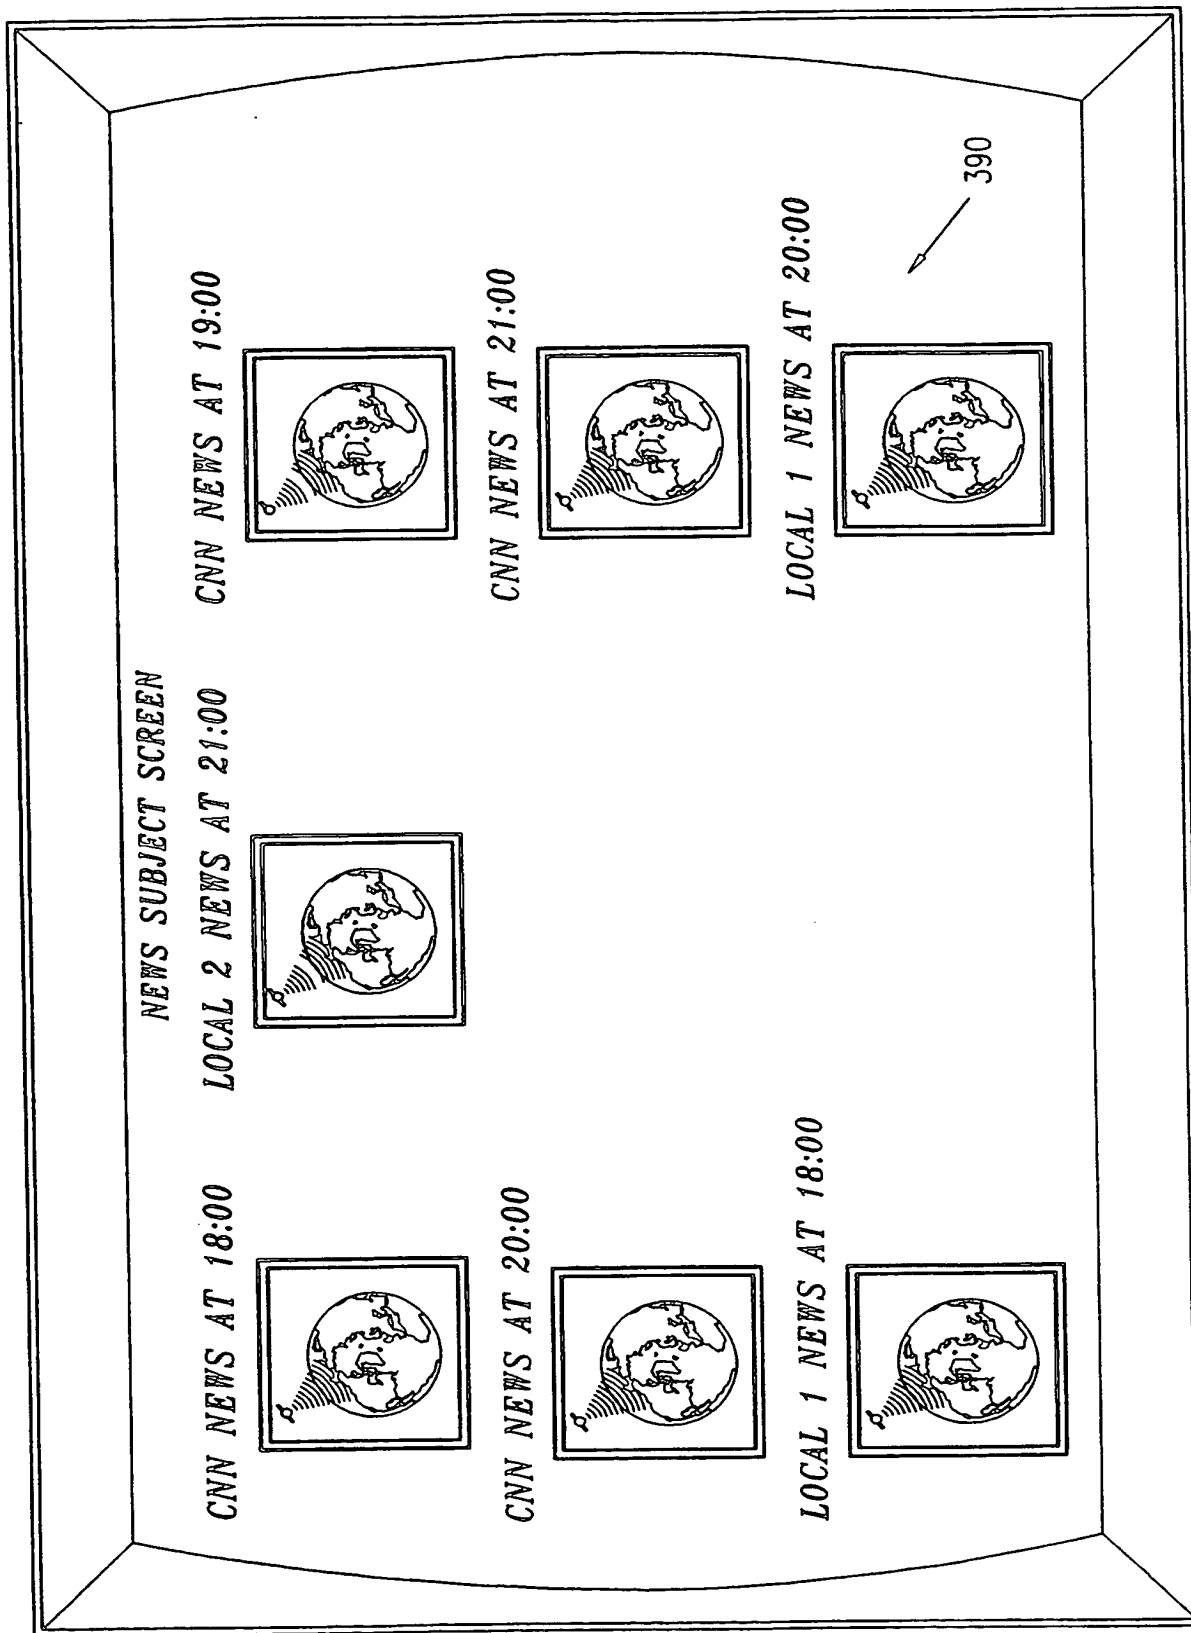 NEWS SUBJECT SCREEN
CNN NEWS AT 18:00
LOCAL 2 NEWS AT 21:00
CNN NEWS AT 19:00
CNN NEWS AT 20:00
CNN NEWS AT 21:00
LOCAL 1 NEWS AT 18:00
LOCAL 1 NEWS AT 20:00
390